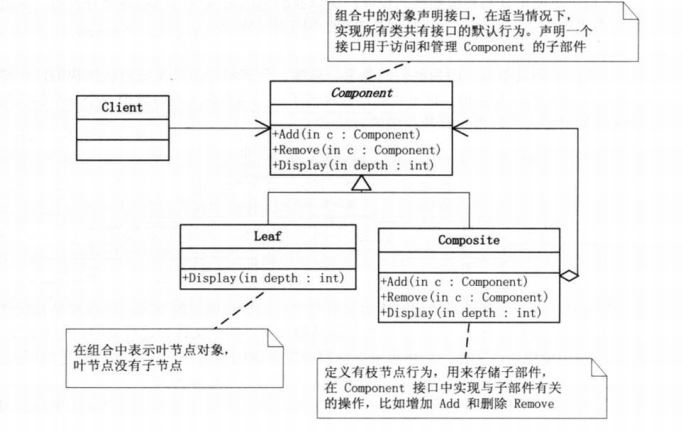 组合中的对象声明接口，在适当情况下，
实现所有类共有接口的默认行为。声明一个
接口用于访问和管理 Component 的子部件
Client
Component
+Add(in c : Component)
+Remove(in c : Component)
+Display(in depth : int)
Leaf
+Display(in depth : int)
Composite
+Add(in c : Component)
+Remove(in c : Component)
+Display(in depth : int)
在组合中表示叶节点对象，
叶节点没有子节点
定义有枝节点行为，用来存储子部件，
在 Component 接口中实现与子部件有关
的操作，比如增加 Add 和删除 Remove